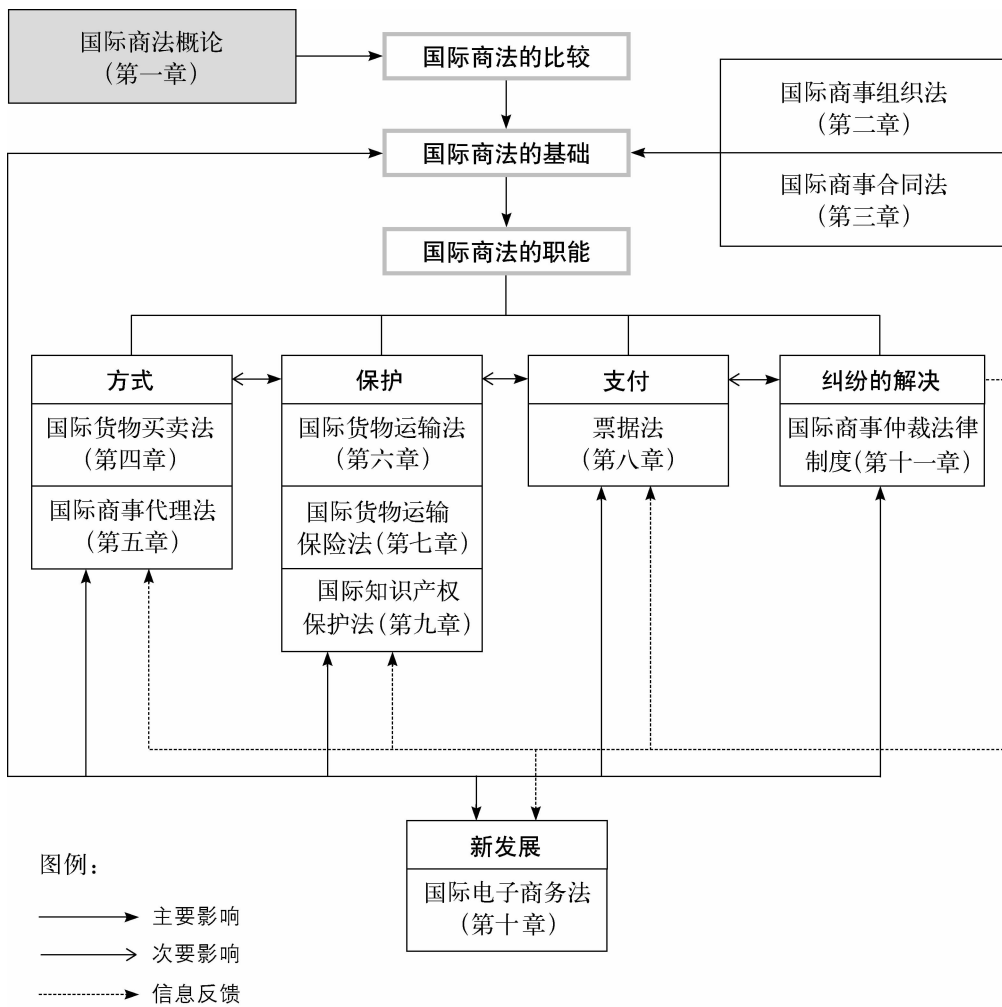 国际商法概论
（第一章）
国际商法的比较
国际商法的基础
国际商法的职能
国际商事组织法
（第二章）
国际商事合同法
（第三章）
方式
国际货物买卖法
（第四章）
国际商事代理法
（第五章）
保护
国际货物运输法
（第六章）
国际货物运输
保险法（第七章）
国际知识产权
保护法（第九章）
支付
票据法
（第八章）
纠纷的解决
国际商事仲裁法律
制度（第十一章）
新发展
国际电子商务法
（第十章）
图例：
主要影响
次要影响
信息反馈